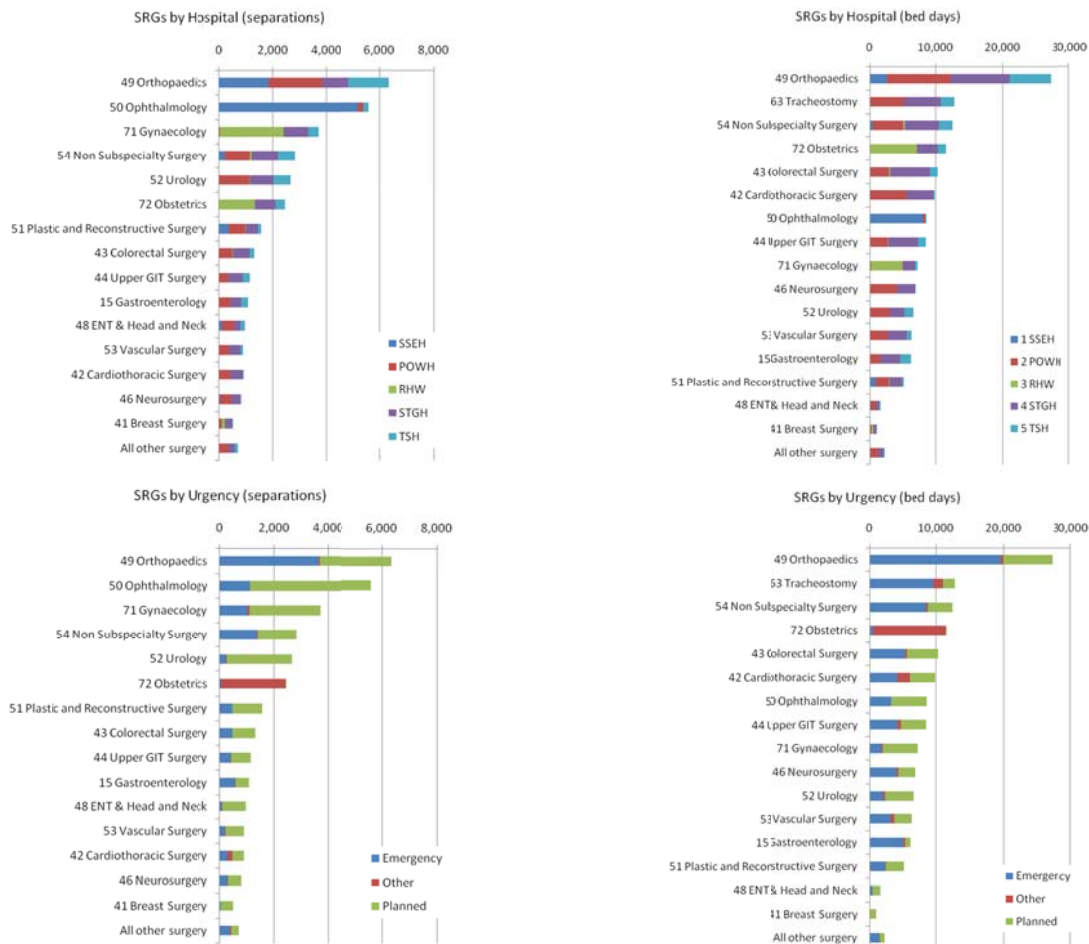 SRGs by Hospital (separations)
0 2,000 4,000 6,000 8,000
49 Orthopaedics
50 Ophthalmology
71 Gynaecology
54 Non Subspecialty Surgery
52 Urology
72 Obstetrics
51 Plastic and Reconstructive Surgery
43 Colorectal Surgery
44 Upper GIT Surgery
15 Gastroenterology
48 ENT & Head and Neck
53 Vascular Surgery
42 Cardiothoracic Surgery
46 Neurosurgery
41 Breast Surgery
All other surgery
SSEH
POWH
RHW
STGH
TSH
SRGs by Hospital (bed days)
0 10,000 20,000 30,000
49 Orthopaedics
63 Tracheostomy
54 Non Subspecialty Surgery
72 Obstetrics
43 Colorectal Surgery
42 Cardiothoracic Surgery
50 Ophthalmology
44 Upper GIT Surgery
71 Gynaecology
46 Neurosurgery
52 Urology
53 Vascular Surgery
15 Gastroenterology
51 Plastic and Reconstructive Surgery
48 ENT & Head and Neck
41 Breast Surgery
All other surgery
1 SSEH
2 POWH
3 RHW
4 STGH
5 TSH
SRGs by Urgency (separations)
0 2,000 4,000 6,000 8,000
49 Orthopaedics
50 Ophthalmology
71 Gynaecology
54 Non Subspecialty Surgery
52 Urology
72 Obstetrics
51 Plastic and Reconstructive Surgery
43 Colorectal Surgery
44 Upper GIT Surgery
15 Gastroenterology
48 ENT & Head and Neck
53 Vascular Surgery
42 Cardiothoracic Surgery
46 Neurosurgery
41 Breast Surgery
All other surgery
Emergency
Other
Planned
SRGs by Urgency (bed days)
0 10,000 20,000 30,000
49 Orthopaedics
63 Tracheostomy
54 Non Subspecialty Surgery
72 Obstetrics
43 Colorectal Surgery
42 Cardiothoracic Surgery
50 Ophthalmology
44 Upper GIT Surgery
71 Gynaecology
46 Neurosurgery
52 Urology
53 Vascular Surgery
15 Gastroenterology
51 Plastic and Reconstructive Surgery
48 ENT & Head and Neck
41 Breast Surgery
All other surgery
Emergency
Other
Planned